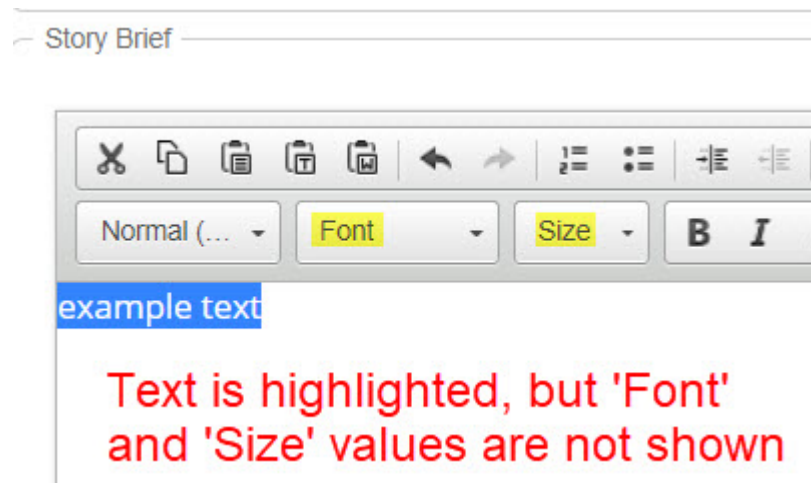 Story Brief
Normal (... Font Size B I
example text
Text is highlighted, but 'Font'
and 'Size' values are not shown